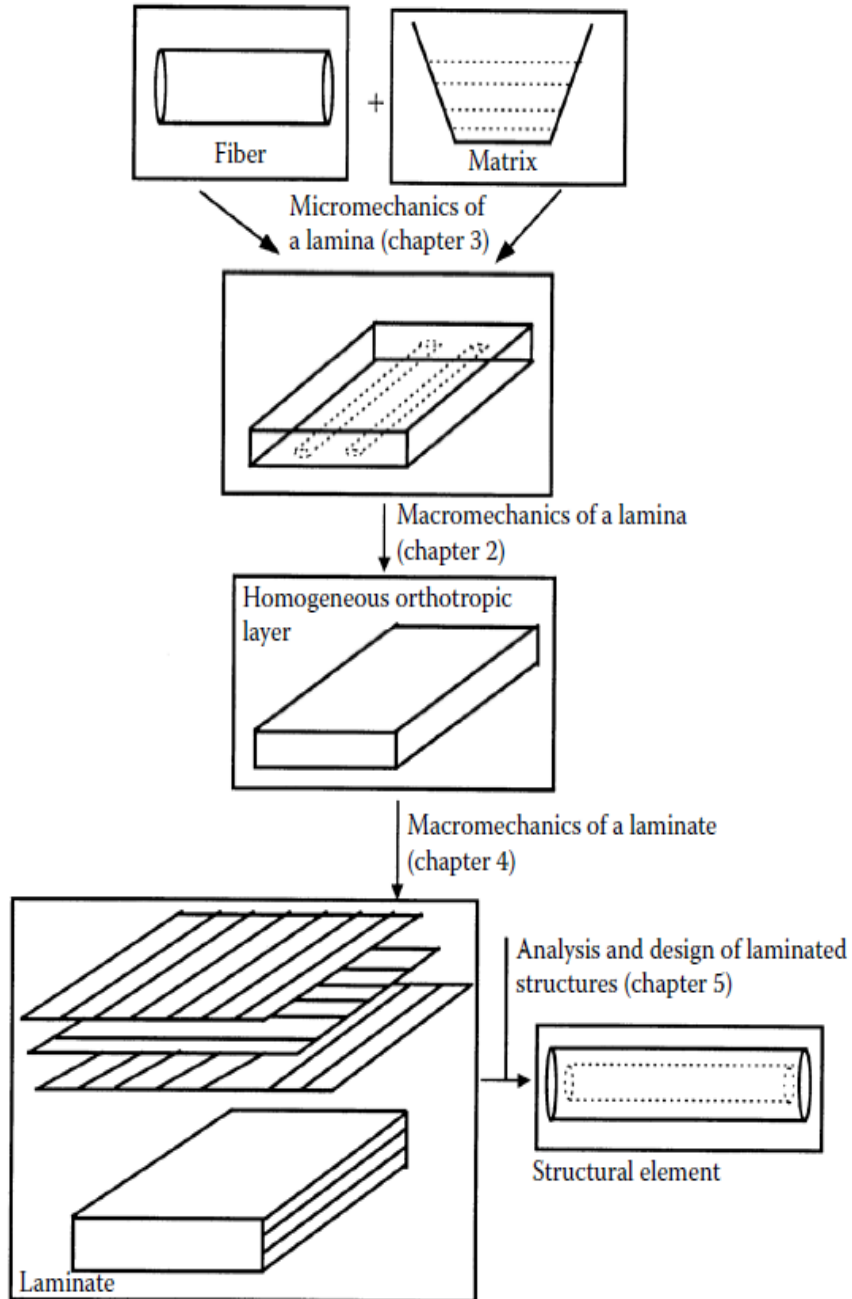 +
Fiber
Matrix
Micromechanics of
a lamina (chapter 3)
Macromechanics of a lamina
(chapter 2)
Homogeneous orthotropic
layer
Macromechanics of a laminate
(chapter 4)
Analysis and design of laminated
structures (chapter 5)
Structural element
Laminate